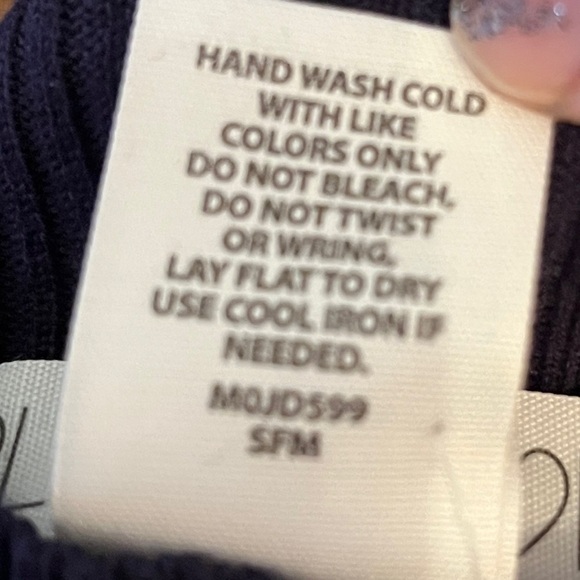 HAND WASH COLD
WITH LIKE
COLORS ONLY
DO NOT BLEACH.
DO NOT TWIST
OR WRING.
LAY FLAT TO DRY
USE COOL IRON IF
NEEDED.
M0JD599
SFM